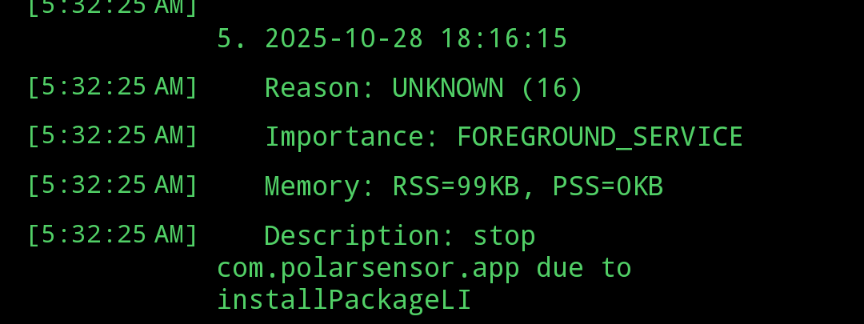 [5:32:25 AM]
5. 2025-10-28 18:16:15
[5:32:25 AM] Reason: UNKNOWN (16)
[5:32:25 AM] Importance: FOREGROUND_SERVICE
[5:32:25 AM] Memory: RSS=99KB, PSS=0KB
[5:32:25 AM] Description: stop
com.polarsensor.app due to
installPackageLI